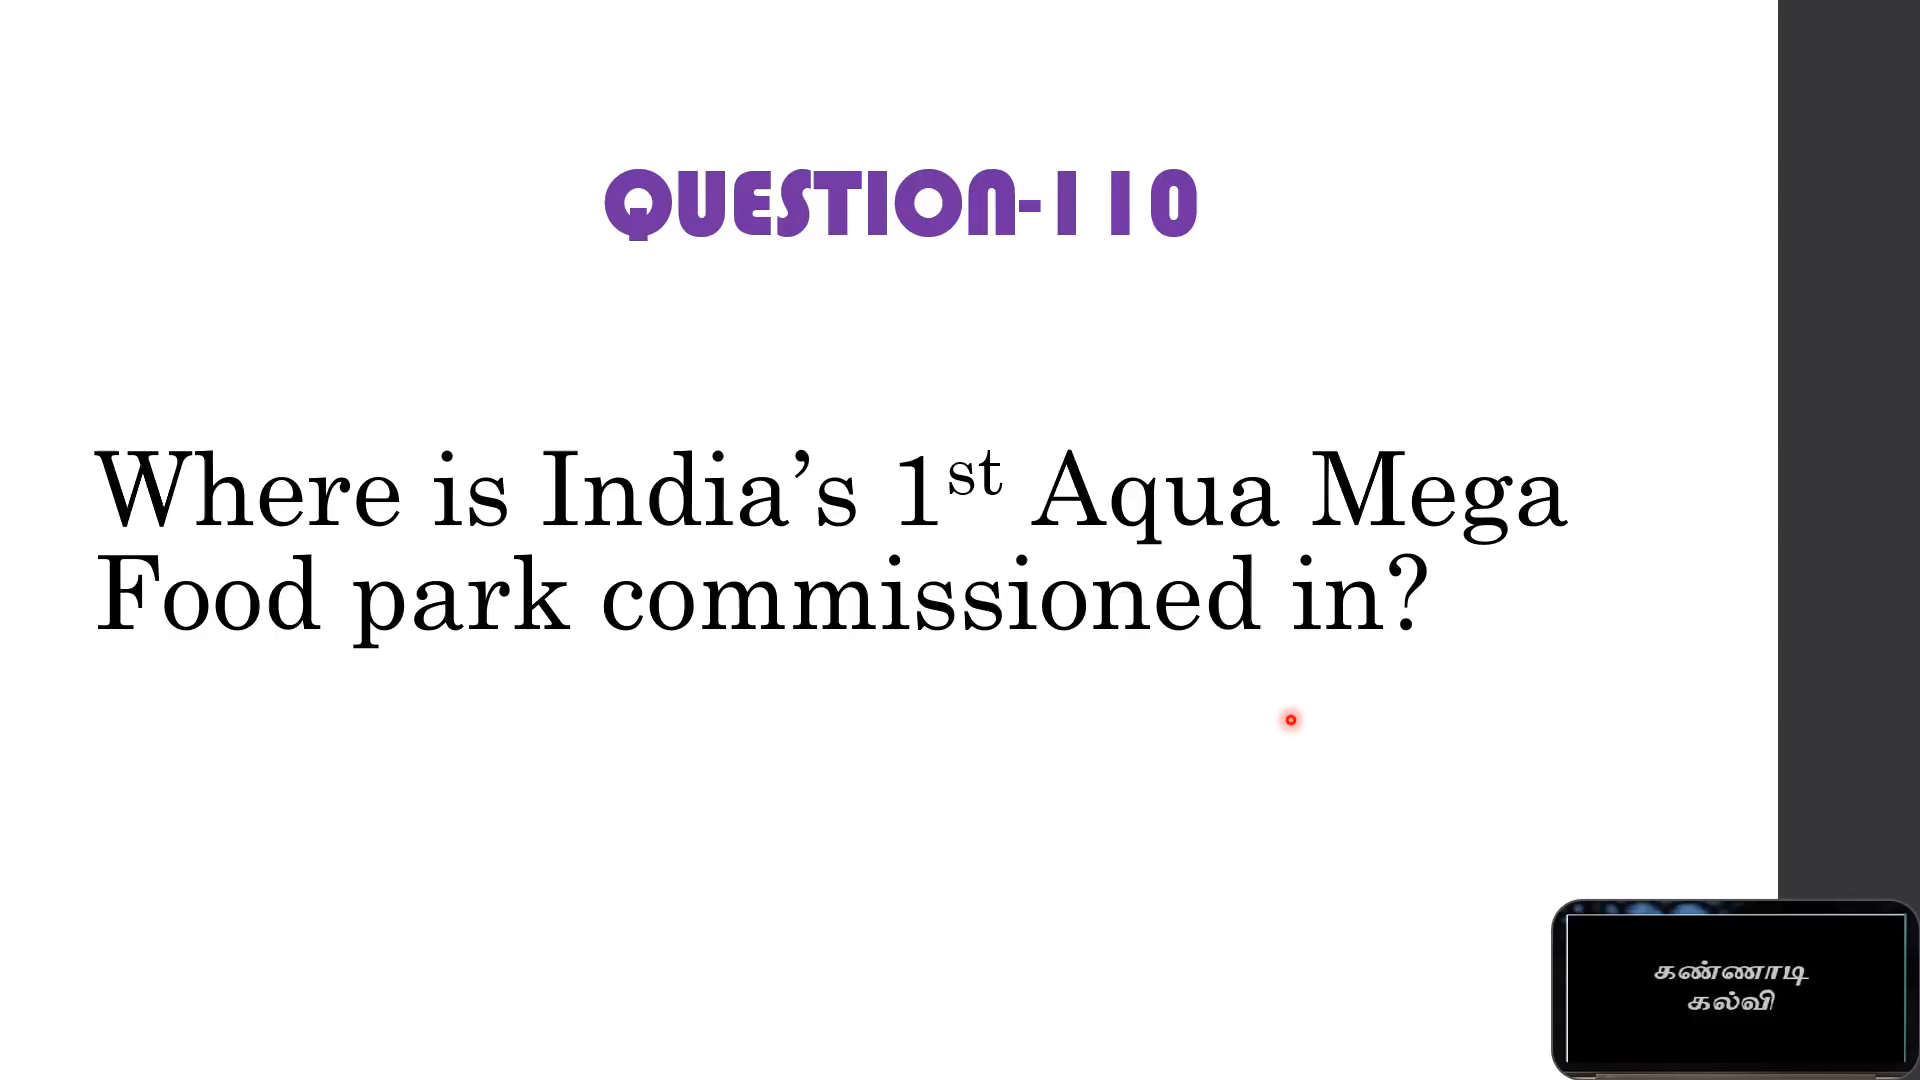 QUESTION-110
Where is India’s 1st Aqua Mega
Food park commissioned in?
கண்ணாடி
கல்வி